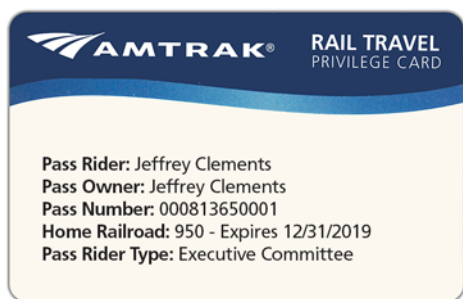 AMTRAK®
RAIL TRAVEL
PRIVILEGE CARD
Pass Rider: Jeffrey Clements
Pass Owner: Jeffrey Clements
Pass Number: 000813650001
Home Railroad: 950 - Expires 12/31/2019
Pass Rider Type: Executive Committee